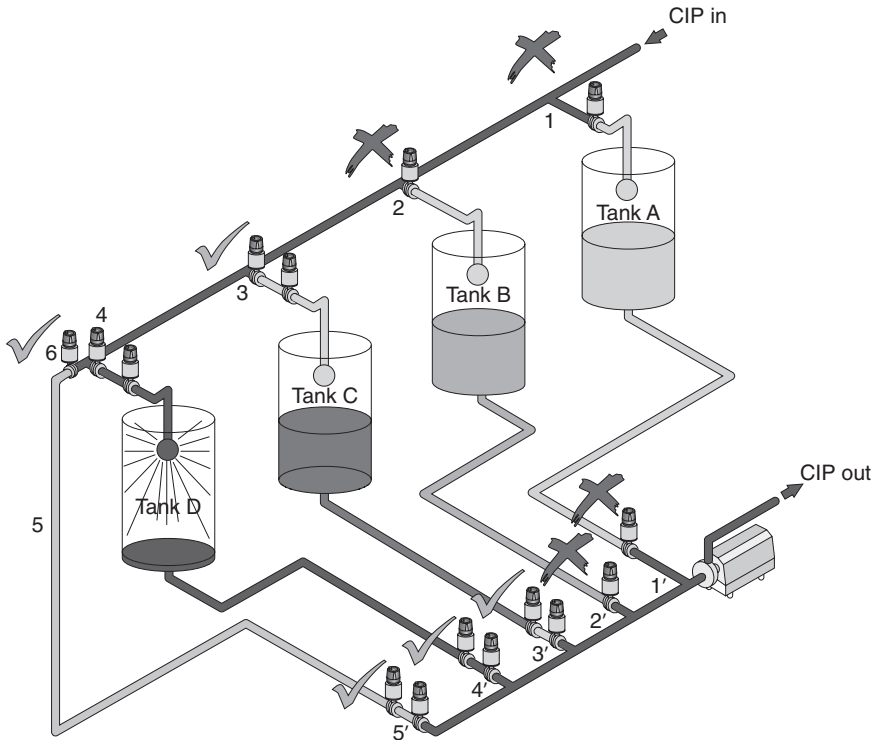 CIP in
1
Tank A
2
Tank B
3
Tank C
4
6
CIP out
5
Tank D
1′
2′
3′
4′
5′